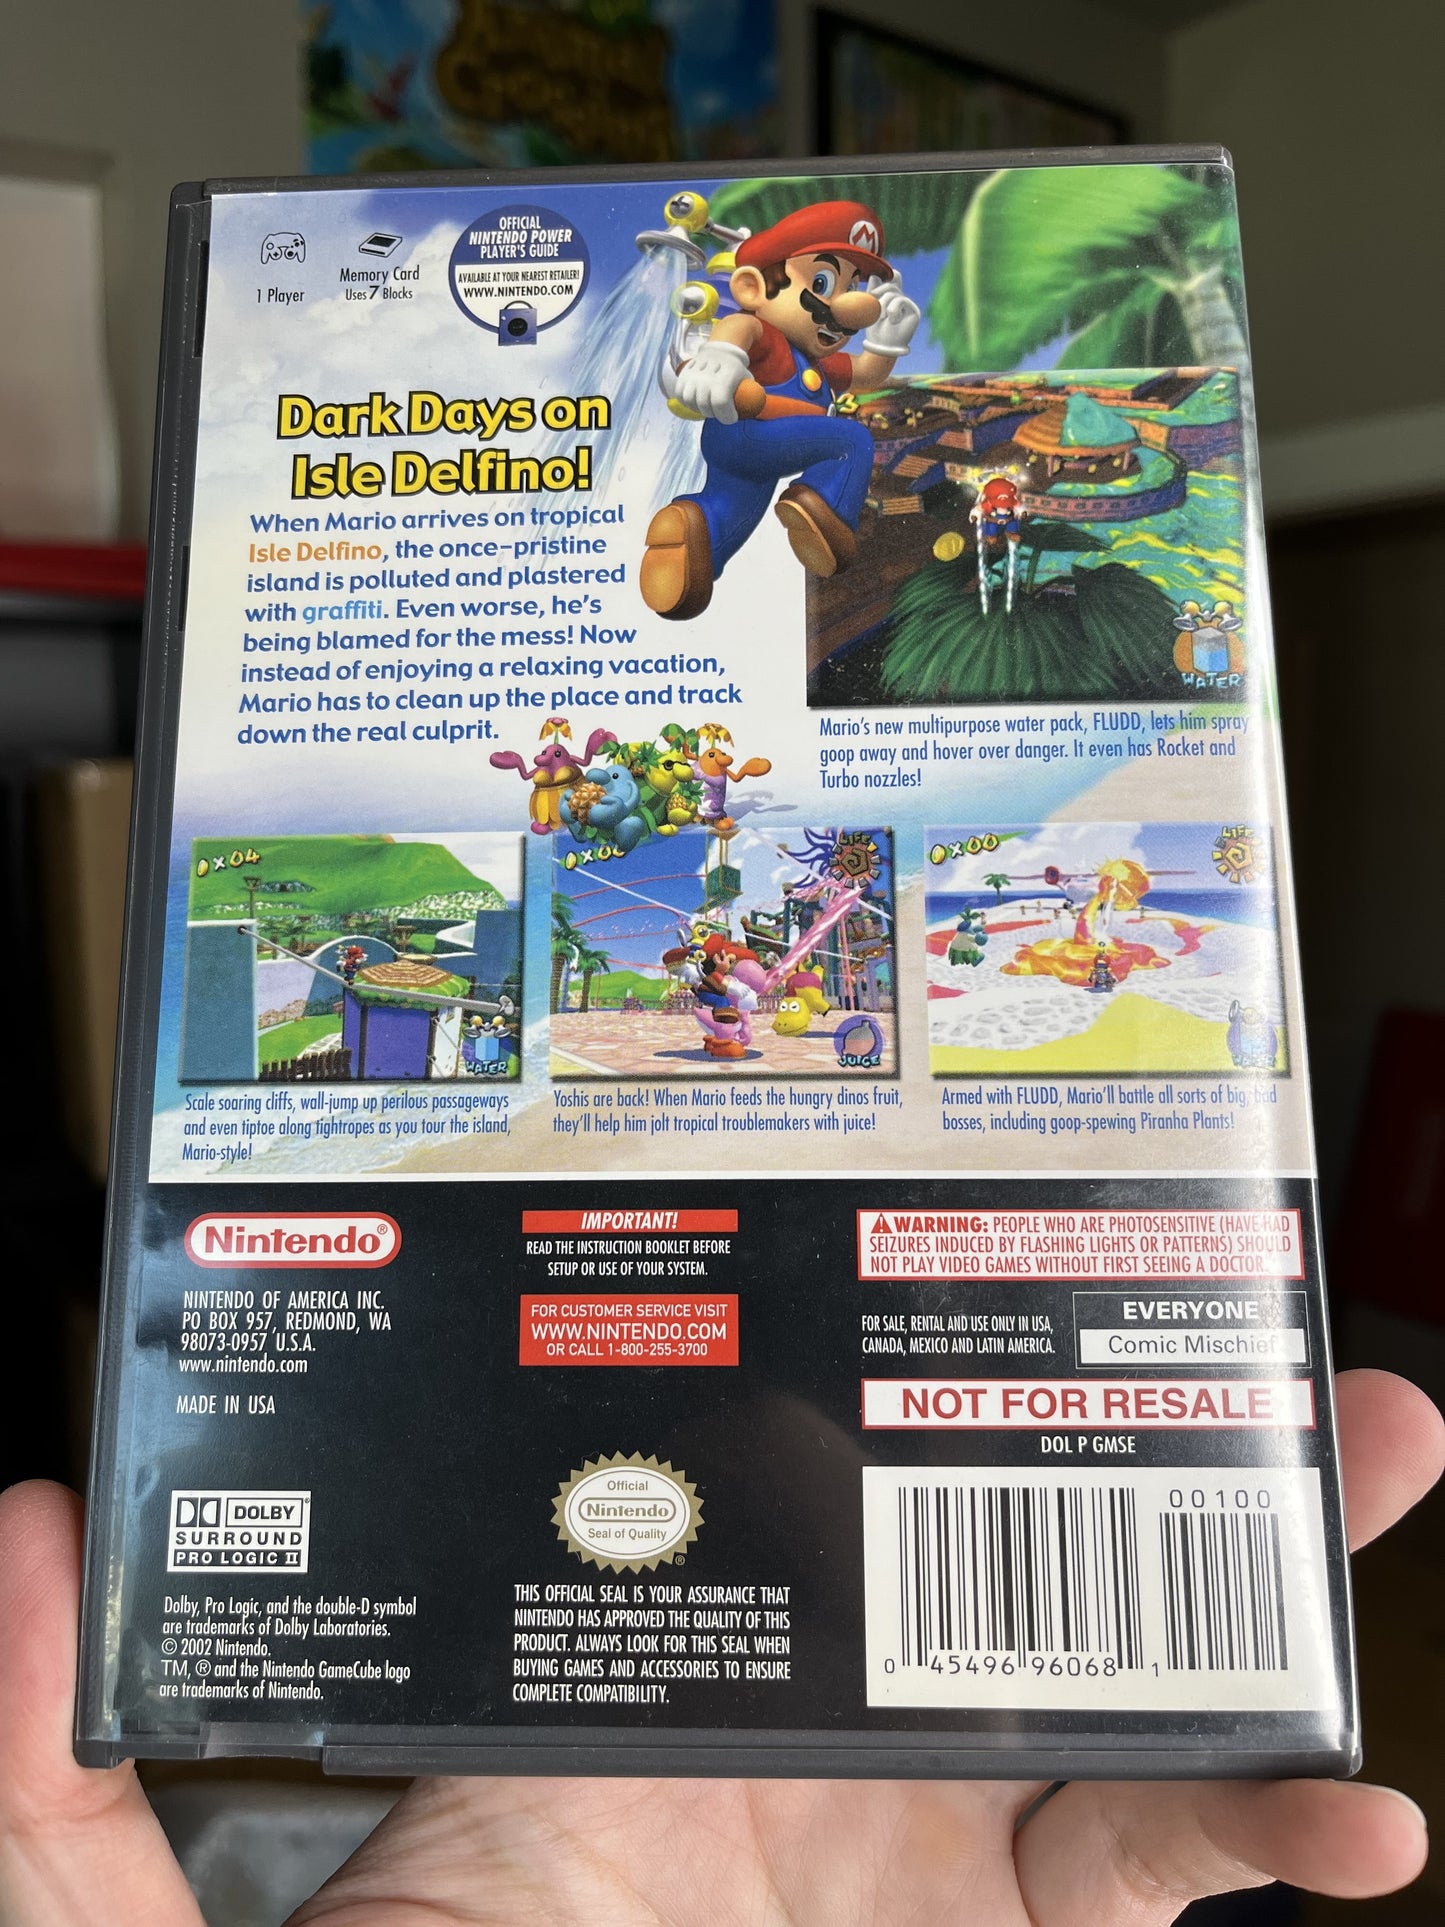 Animal
Crossing
1 Player
Memory Card
Uses 7 Blocks
OFFICIAL
NINTENDO POWER
PLAYER'S GUIDE
AVAILABLE AT YOUR NEAREST RETAILER!
WWW.NINTENDO.COM
M
Dark Days on
Isle Delfino!
When Mario arrives on tropical
Isle Delfino, the once-pristine
island is polluted and plastered
with graffiti. Even worse, he's
being blamed for the mess! Now
instead of enjoying a relaxing vacation,
Mario has to clean up the place and track
down the real culprit.
WATER
Mario's new multipurpose water pack, FLUDD, lets him spray
goop away and hover over danger. It even has Rocket and
Turbo nozzles!
x04
WATER
Scale soaring cliffs, wall-jump up perilous passageways
and even tiptoe along tightropes as you tour the island,
Mario-style!
LIFE
JUICE
Yoshis are back! When Mario feeds the hungry dinos fruit,
they'll help him jolt tropical troublemakers with juice!
x00
LIFE
WATER
Armed with FLUDD, Mario'll battle all sorts of big, bad
bosses, including goop-spewing Piranha Plants!
Nintendo®
NINTENDO OF AMERICA INC.
PO BOX 957, REDMOND, WA
98073-0957 U.S.A.
www.nintendo.com
MADE IN USA
IMPORTANT!
READ THE INSTRUCTION BOOKLET BEFORE
SETUP OR USE OF YOUR SYSTEM.
FOR CUSTOMER SERVICE VISIT
WWW.NINTENDO.COM
OR CALL 1-800-255-3700
WARNING: PEOPLE WHO ARE PHOTOSENSITIVE (HAVE HAD
SEIZURES INDUCED BY FLASHING LIGHTS OR PATTERNS) SHOULD
NOT PLAY VIDEO GAMES WITHOUT FIRST SEEING A DOCTOR.
FOR SALE, RENTAL AND USE ONLY IN USA,
CANADA, MEXICO AND LATIN AMERICA.
EVERYONE
Comic Mischief
NOT FOR RESALE
DOL P GMSE
DOLBY®
SURROUND
PRO LOGIC II
Dolby, Pro Logic, and the double-D symbol
are trademarks of Dolby Laboratories.
© 2002 Nintendo.
TM, ® and the Nintendo GameCube logo
are trademarks of Nintendo.
Official
Nintendo
Seal of Quality
®
THIS OFFICIAL SEAL IS YOUR ASSURANCE THAT
NINTENDO HAS APPROVED THE QUALITY OF THIS
PRODUCT. ALWAYS LOOK FOR THIS SEAL WHEN
BUYING GAMES AND ACCESSORIES TO ENSURE
COMPLETE COMPATIBILITY.
00100
0 45496 96068 1